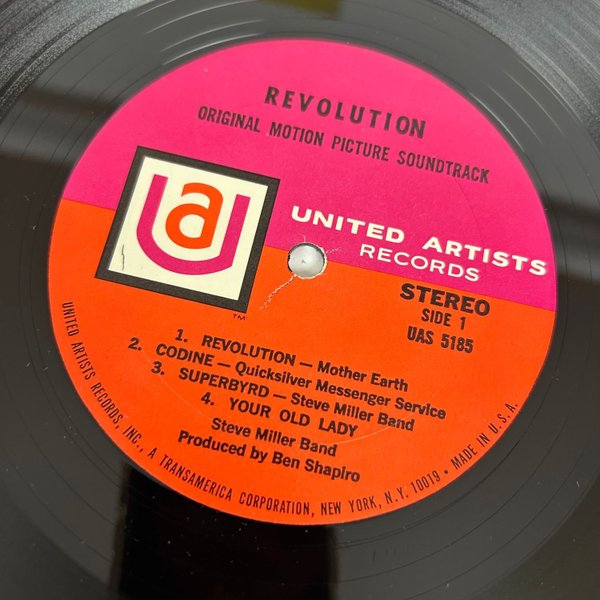 REVOLUTION
ORIGINAL MOTION PICTURE SOUNDTRACK
ua
™
UNITED ARTISTS
RECORDS
STEREO
SIDE 1
UAS 5185
1. REVOLUTION — Mother Earth
2. CODINE — Quicksilver Messenger Service
3. SUPERBYRD — Steve Miller Band
4. YOUR OLD LADY
Steve Miller Band
Produced by Ben Shapiro
UNITED ARTISTS RECORDS, INC., A TRANSAMERICA CORPORATION, NEW YORK, N.Y. 10019 • MADE IN U.S.A.